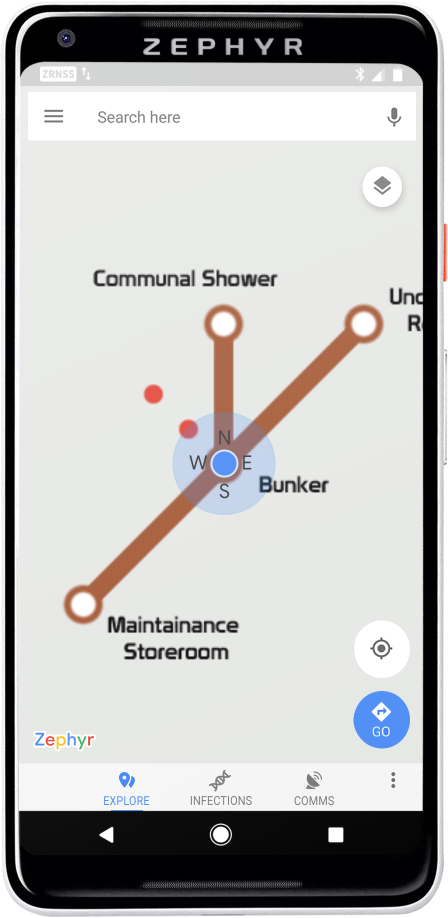 ZEPHYR
ZRNSS
Search here
Communal Shower
Und
R
N
W E
Bunker
S
Maintainance
Storeroom
GO
Zephyr
EXPLORE INFECTIONS COMMS